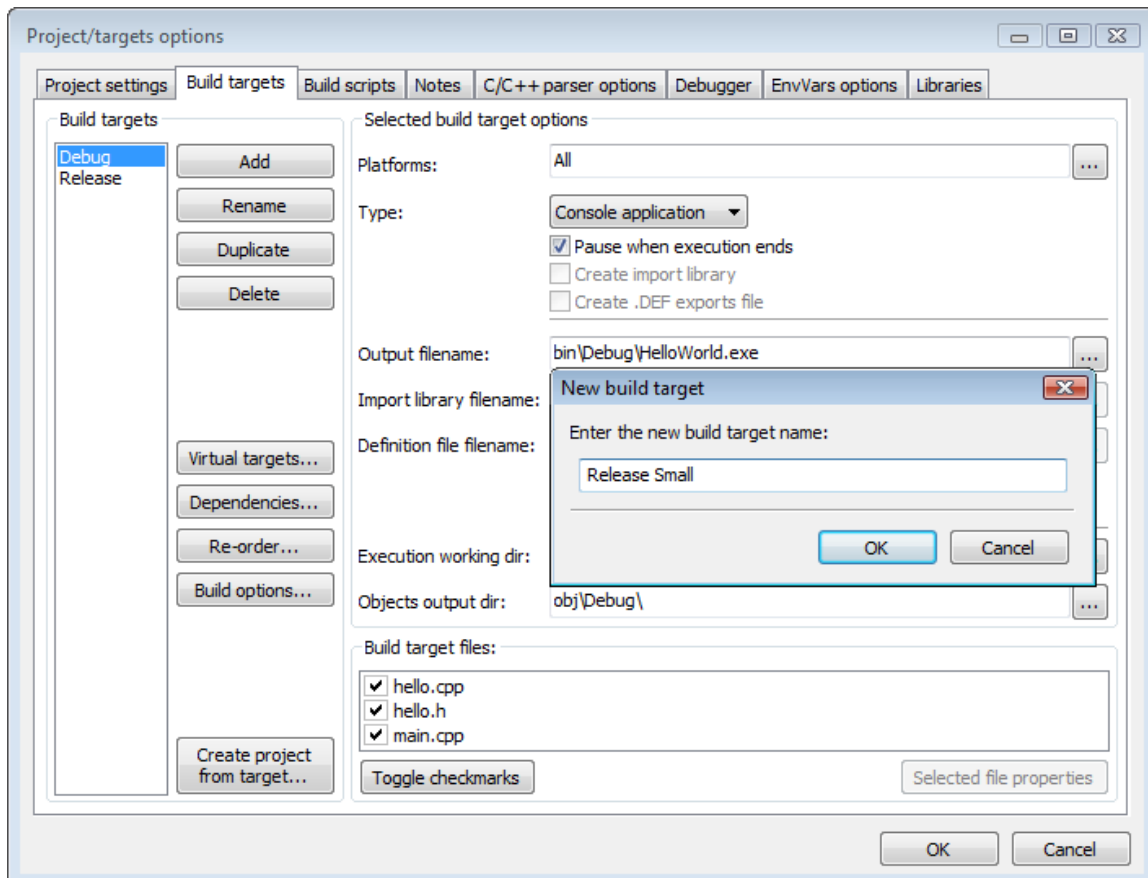 Project/targets options
Project settings Build targets Build scripts Notes C/C++ parser options Debugger EnvVars options Libraries
Build targets
Debug
Release
Add
Rename
Duplicate
Delete
Virtual targets...
Dependencies...
Re-order...
Build options...
Create project
from target...
Selected build target options
Platforms: All ...
Type: Console application
Pause when execution ends
Create import library
Create .DEF exports file
Output filename: bin\Debug\HelloWorld.exe ...
Import library filename:
Definition file filename:
Execution working dir:
Objects output dir: obj\Debug\ ...
New build target
Enter the new build target name:
Release Small
OK Cancel
Build target files:
hello.cpp
hello.h
main.cpp
Toggle checkmarks Selected file properties
OK Cancel